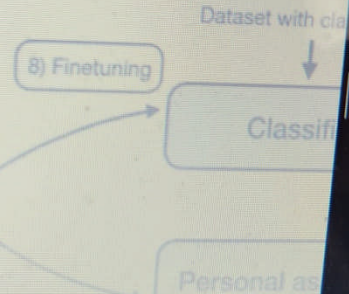 Dataset with cla
8) Finetuning
Classifi
Personal as